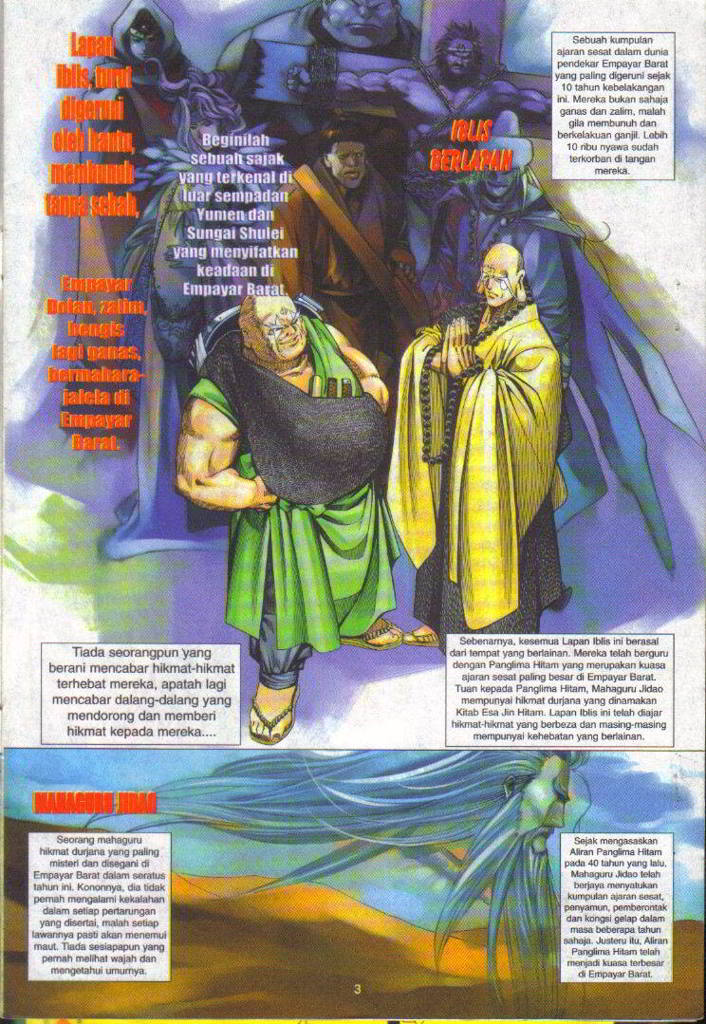 Lapan
iblis, turut
digeruni
oleh hantu,
membunuh
tanpa sebab,
Empayar
Dolan, zalim,
bengis
lagi ganas,
bermahara-
jalela di
Empayar
Barat.
Beginilah
sebuah sajak
yang terkenal di
luar sempadan
Yumen dan
Sungai Shulei
yang menyifatkan
keadaan di
Empayar Barat.
IBLIS
BERLAPAN
Sebuah kumpulan
ajaran sesat dalam dunia
pendekar Empayar Barat
yang paling digeruni sejak
10 tahun kebelakangan
ini. Mereka bukan sahaja
ganas dan zalim, malah
gila membunuh dan
berkelakuan ganjil. Lebih
10 ribu nyawa sudah
terkorban di tangan
mereka.
Tiada seorangpun yang
berani mencabar hikmat-hikmat
terhebat mereka, apatah lagi
mencabar dalang-dalang yang
mendorong dan memberi
hikmat kepada mereka....
Sebenarnya, kesemua Lapan Iblis ini berasal
dari tempat yang berlainan. Mereka telah berguru
dengan Panglima Hitam yang merupakan kuasa
ajaran sesat paling besar di Empayar Barat.
Tuan kepada Panglima Hitam, Mahaguru Jidao
mempunyai hikmat durjana yang dinamakan
Kitab Esa Jin Hitam. Lapan Iblis ini telah diajar
hikmat-hikmat yang berbeza dan masing-masing
mempunyai kehebatan yang berlainan.
MAHAGURU JIDAO
Seorang mahaguru
hikmat durjana yang paling
misteri dan disegani di
Empayar Barat dalam seratus
tahun ini. Kononnya, dia tidak
pernah mengalami kekalahan
dalam setiap pertarungan
yang disertai, malah setiap
lawannya pasti akan menemui
maut. Tiada sesiapapun yang
pernah melihat wajah dan
mengetahui umurnya.
Sejak mengasaskan
Aliran Panglima Hitam
pada 40 tahun yang lalu,
Mahaguru Jidao telah
berjaya menyatukan
kumpulan ajaran sesat,
penyamun, pemberontak
dan kongsi gelap dalam
masa beberapa tahun
sahaja. Justeru itu, Aliran
Panglima Hitam telah
menjadi kuasa terbesar
di Empayar Barat.
3